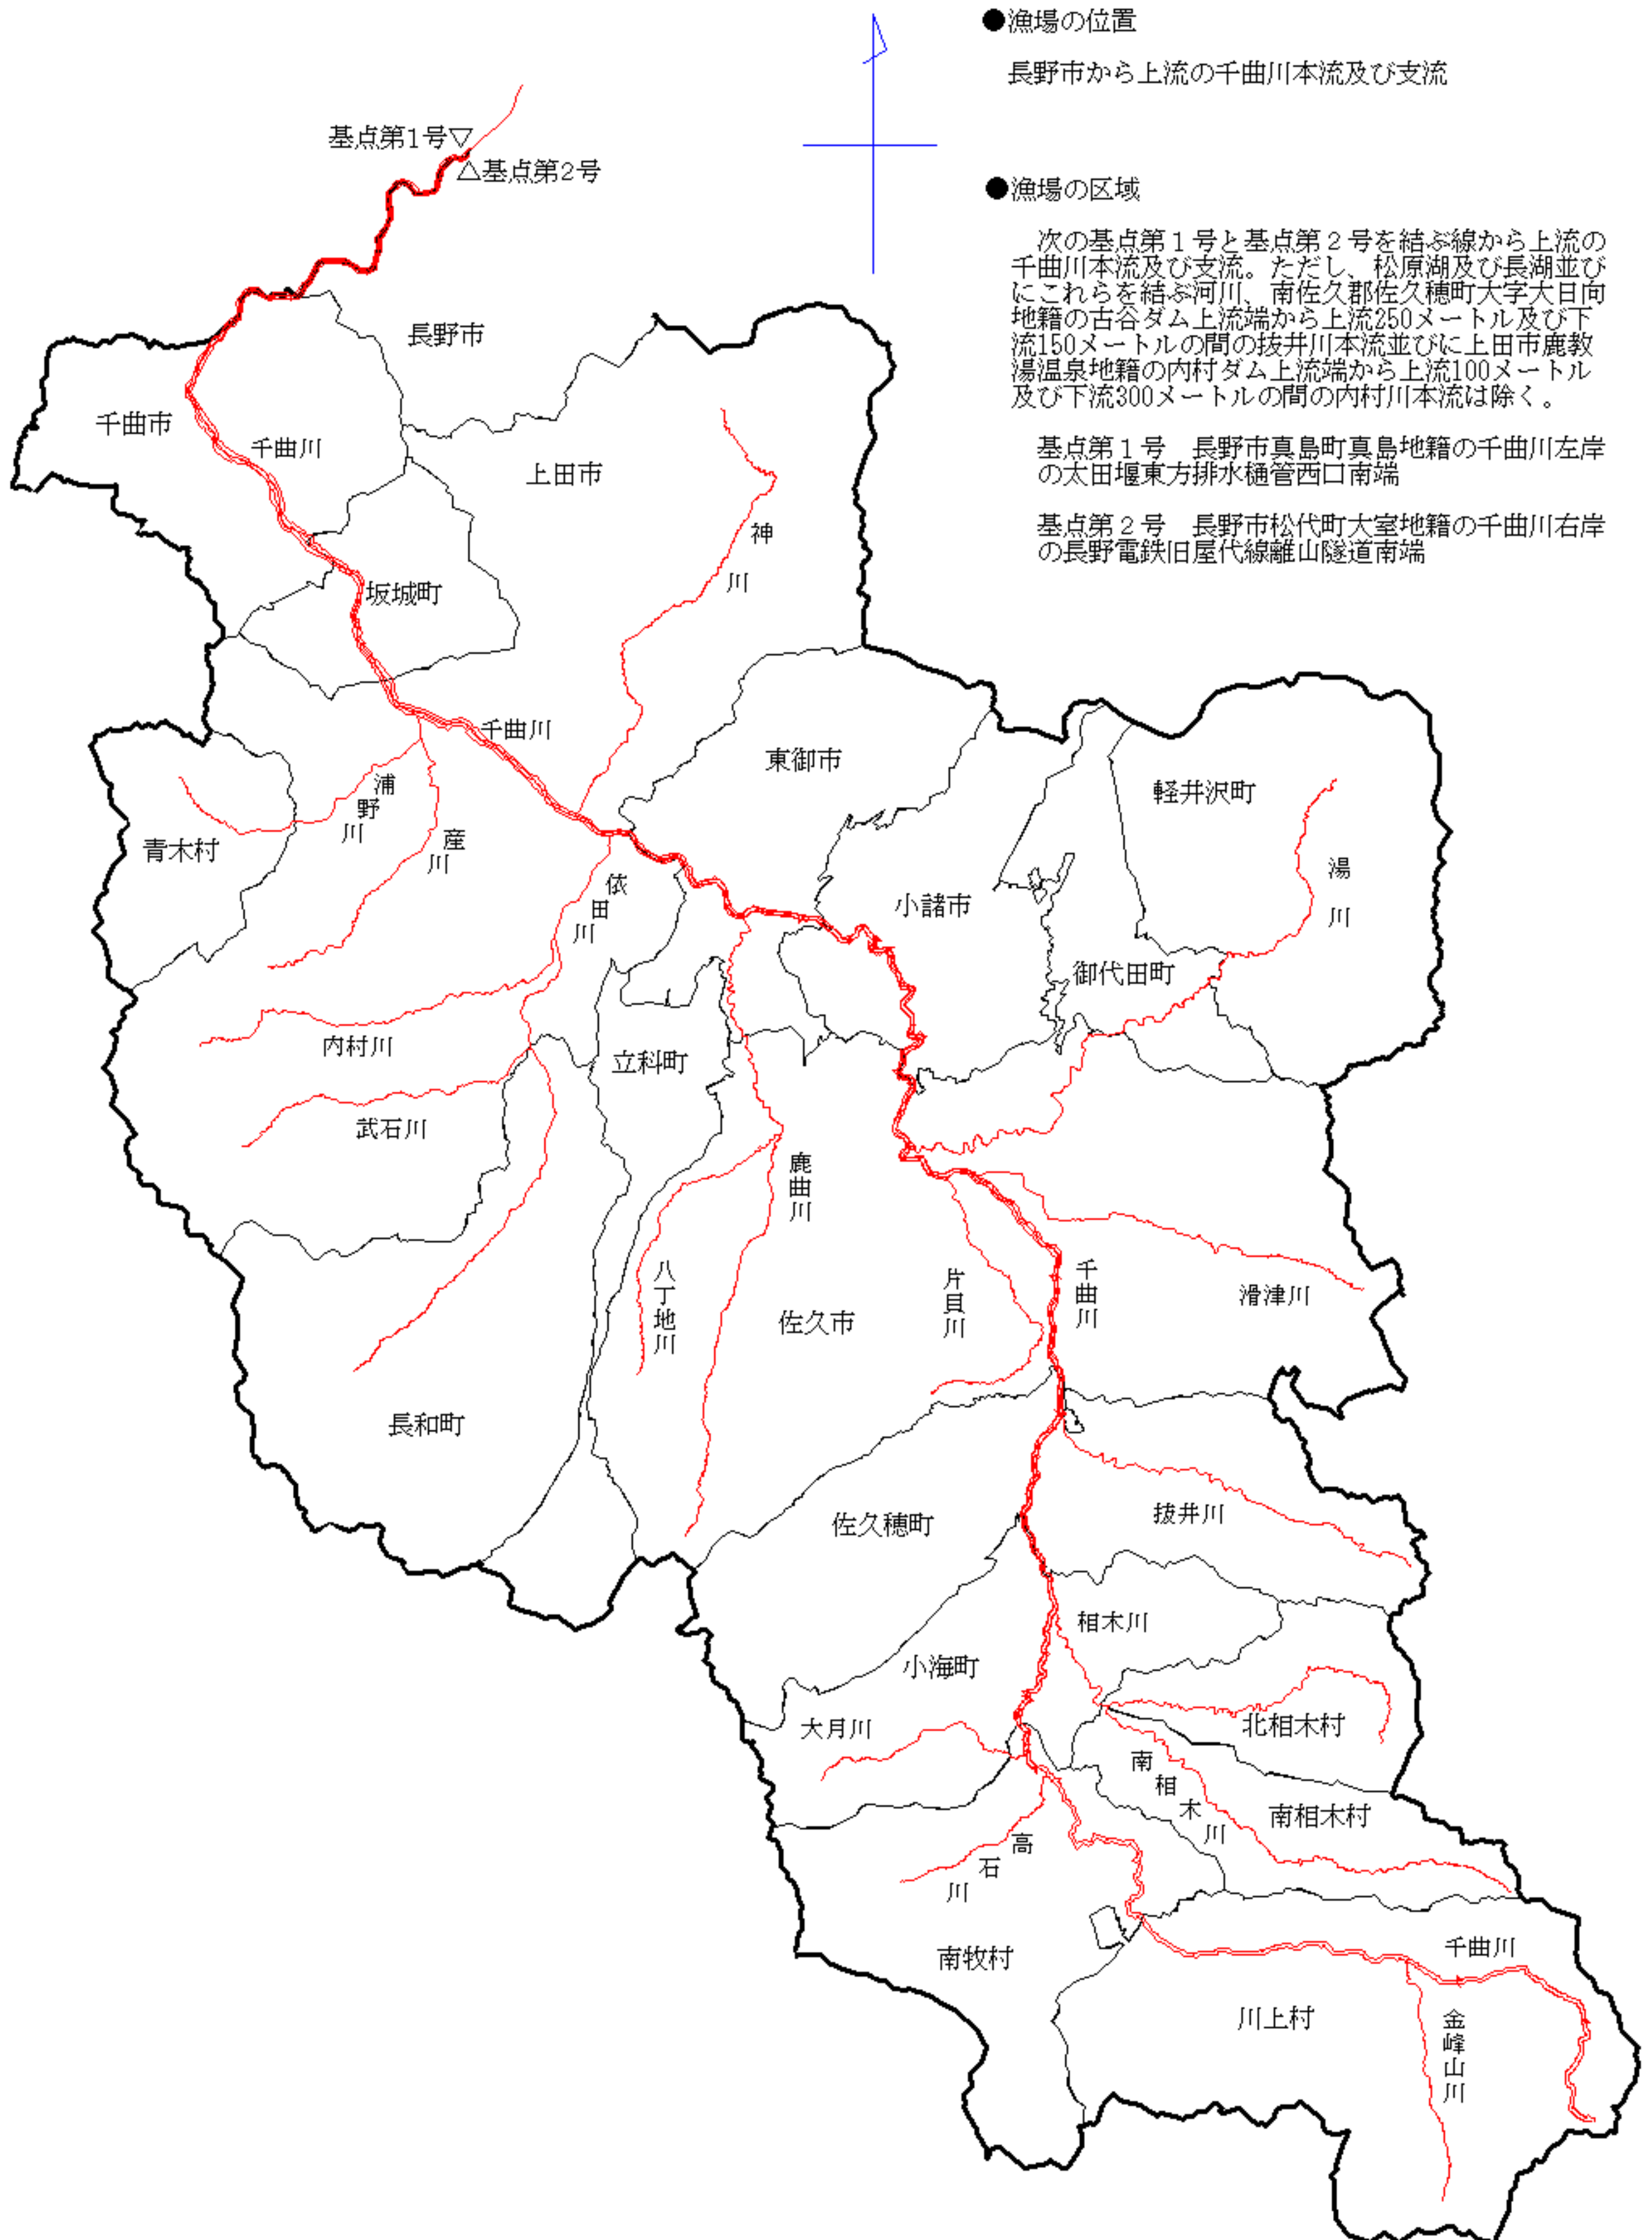 ●漁場の位置
長野市から上流の千曲川本流及び支流
基点第1号▽
△基点第2号
●漁場の区域
次の基点第1号と基点第2号を結ぶ線から上流の
千曲川本流及び支流。ただし、松原湖及び長湖並び
にこれらを結ぶ河川、南佐久郡佐久穂町大字大日向
地籍の古谷ダム上流端から上流250メートル及び下
流150メートルの間の抜井川本流並びに上田市鹿教
湯温泉地籍の内村ダム上流端から上流100メートル
及び下流300メートルの間の内村川本流は除く。
基点第1号 長野市真島町真島地籍の千曲川左岸
の太田堰東方排水樋管西口南端
基点第2号 長野市松代町大室地籍の千曲川右岸
の長野電鉄旧屋代線離山隧道南端
長野市
千曲市
千曲川
上田市
神川
坂城町
千曲川
東御市
軽井沢町
浦野川
産川
青木村
依田川
小諸市
湯川
御代田町
内村川
立科町
武石川
鹿曲川
八丁地川
佐久市
片貝川
千曲川
滑津川
長和町
佐久穂町
抜井川
相木川
小海町
大月川
北相木村
南相木川
南相木村
高石川
南牧村
千曲川
川上村
金峰山川